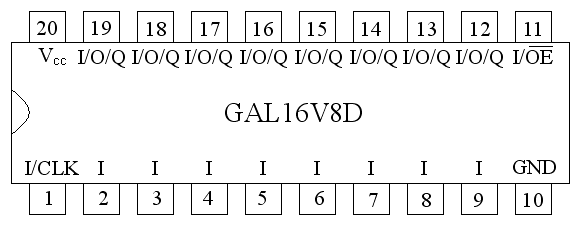 20 19 18 17 16 15 14 13 12 11
Vcc I/O/Q I/O/Q I/O/Q I/O/Q I/O/Q I/O/Q I/O/Q I/O/Q I/O̅E̅
GAL16V8D
I/CLK I I I I I I I I GND
1 2 3 4 5 6 7 8 9 10